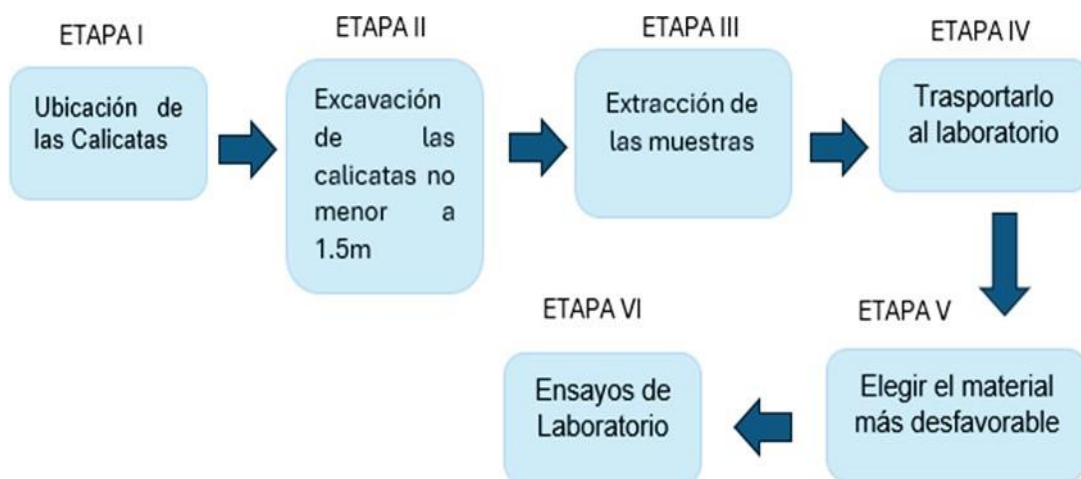 ETAPA I
Ubicación de
las Calicatas
ETAPA II
Excavación
de las
calicatas no
menor a
1.5m
ETAPA III
Extracción de
las muestras
ETAPA IV
Trasportarlo
al laboratorio
ETAPA V
Elegir el material
más desfavorable
ETAPA VI
Ensayos de
Laboratorio